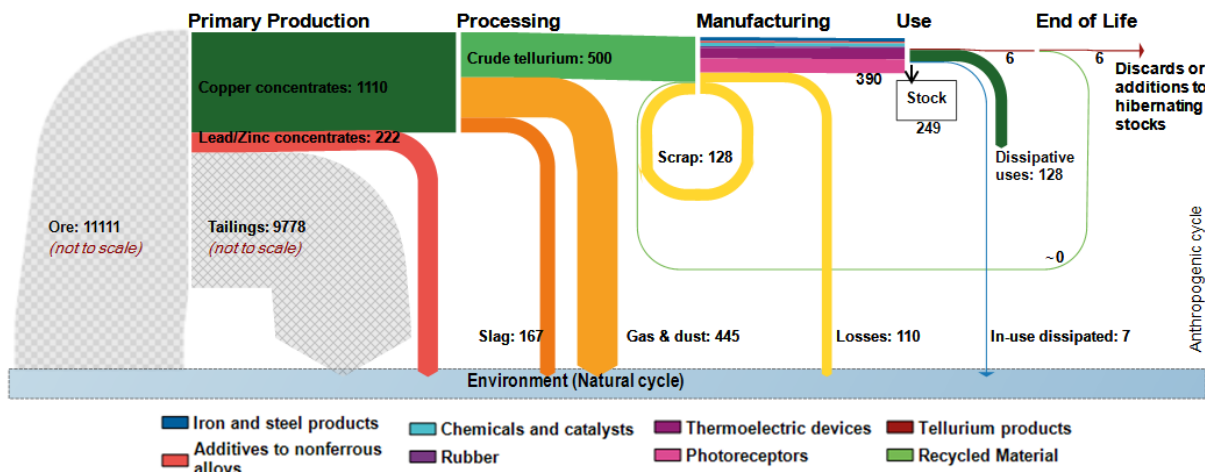 Primary Production
Processing
Manufacturing
Use
End of Life
Crude tellurium: 500
6
6
Discards or
additions to
hibernating
stocks
390
Stock
249
Copper concentrates: 1110
Lead/Zinc concentrates: 222
Scrap: 128
Dissipative
uses: 128
Ore: 11111
(not to scale)
Tailings: 9778
(not to scale)
~0
Slag: 167
Gas & dust: 445
Losses: 110
In-use dissipated: 7
Anthropogenic cycle
Environment (Natural cycle)
Iron and steel products
Chemicals and catalysts
Thermoelectric devices
Tellurium products
Additives to nonferrous
alloys
Rubber
Photoreceptors
Recycled Material